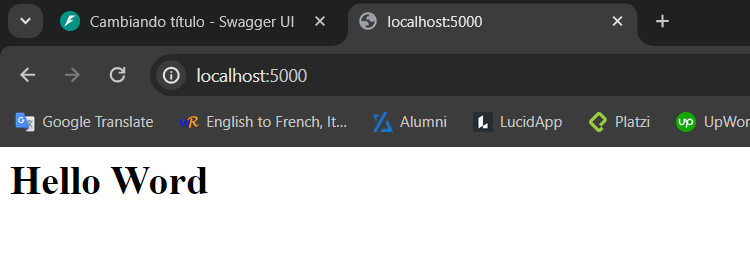 Cambiando título - Swagger UI
localhost:5000
localhost:5000
Google Translate
English to French, It...
Alumni
LucidApp
Platzi
UpWor
Hello Word